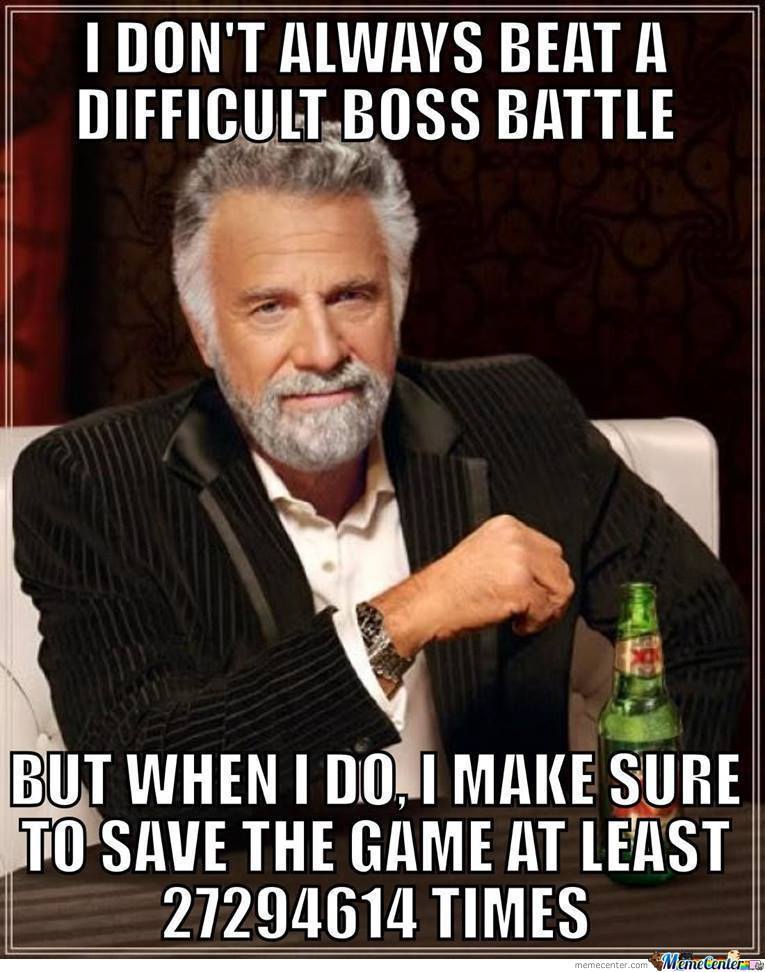 I DON'T ALWAYS BEAT A
DIFFICULT BOSS BATTLE
XX
BUT WHEN I DO, I MAKE SURE
TO SAVE THE GAME AT LEAST
27294614 TIMES
memecenter.com MemeCenter